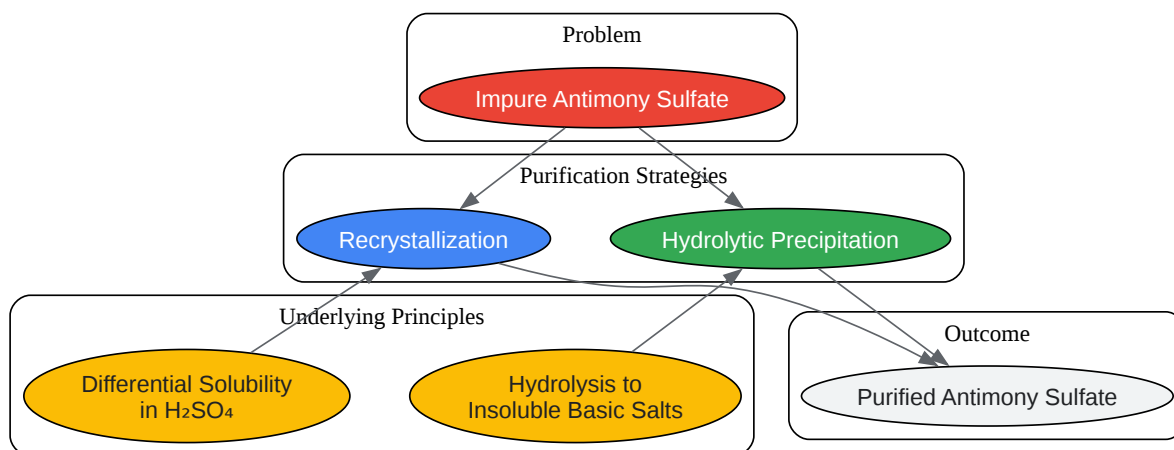 Problem
Impure Antimony Sulfate
Purification Strategies
Recrystallization
Hydrolytic Precipitation
Underlying Principles
Differential Solubility
in H₂SO₄
Hydrolysis to
Insoluble Basic Salts
Outcome
Purified Antimony Sulfate